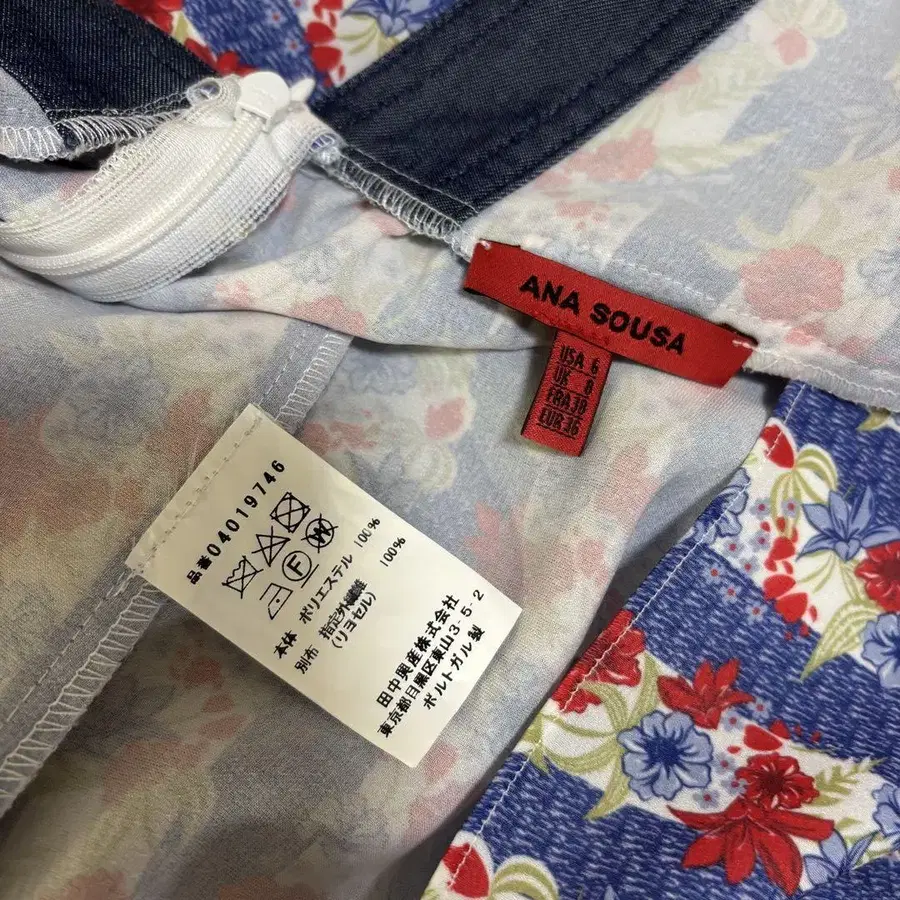 ANA SOUSA
USA 6
UK 8
FRA 38
EUR 36
品番04019746
W
F
本体 ポリエステル 100%
別布 指定外繊維 100%
(リヨセル)
田中興産株式会社
東京都目黒区東山3-5-2
ポルトガル製